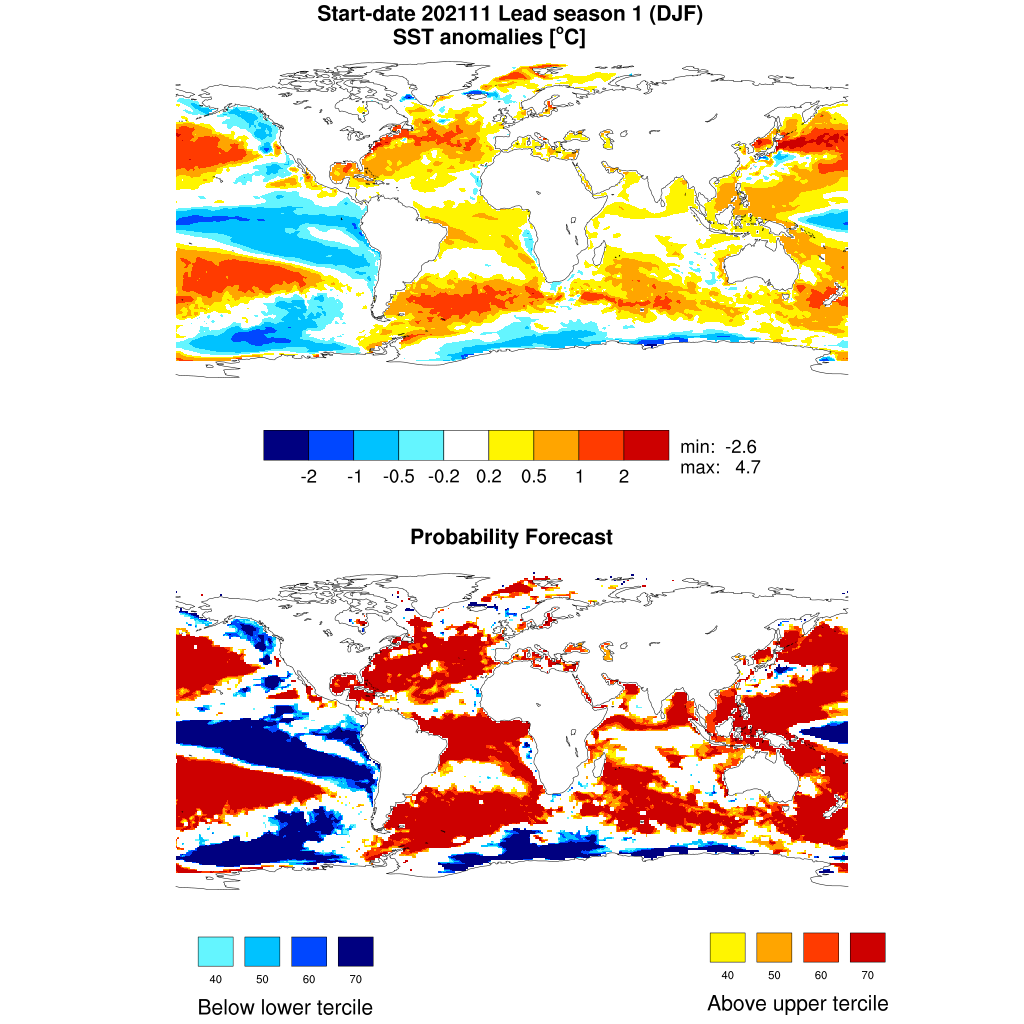 Start-date 202111 Lead season 1 (DJF)
SST anomalies [°C]
min: -2.6
max: 4.7
-2 -1 -0.5 -0.2 0.2 0.5 1 2
Probability Forecast
40 50 60 70
40 50 60 70
Below lower tercile
Above upper tercile